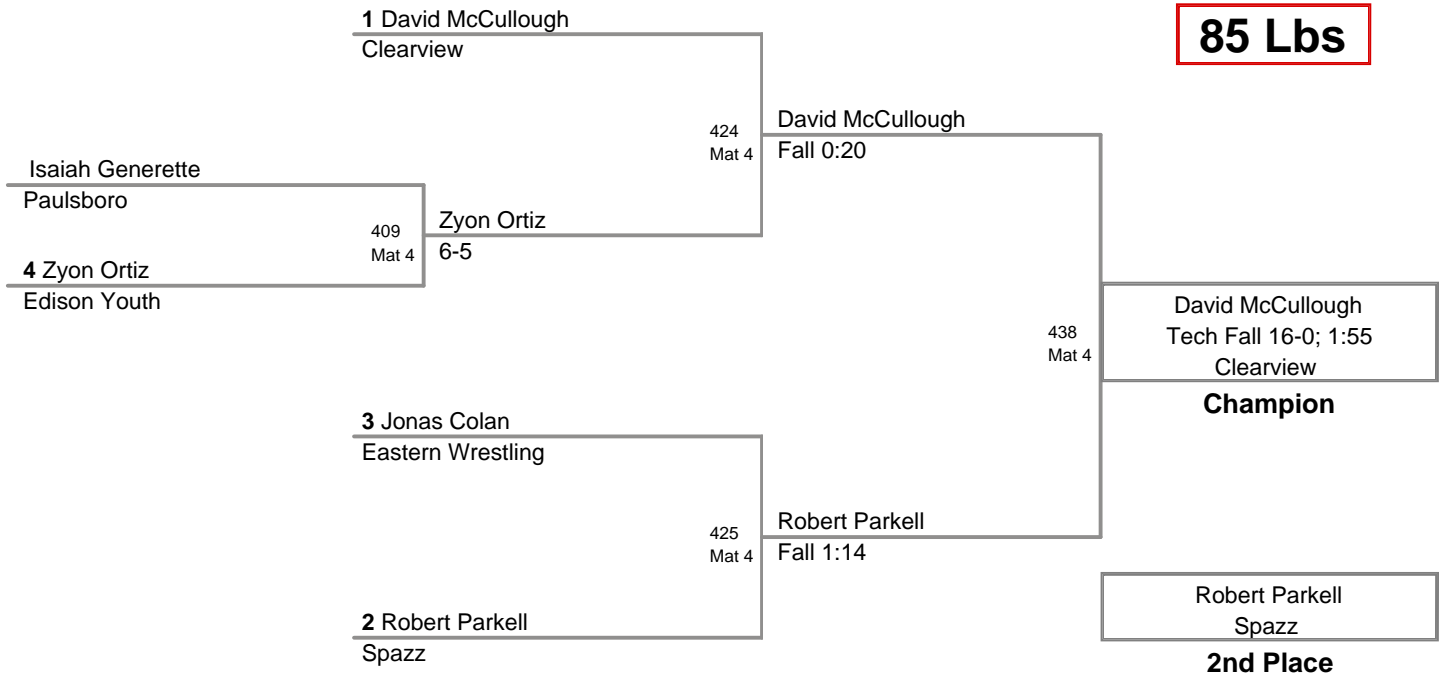 1 David McCullough
Clearview
85 Lbs
424
Mat 4
David McCullough
Fall 0:20
Isaiah Generette
Paulsboro
409
Mat 4
Zyon Ortiz
6-5
4 Zyon Ortiz
Edison Youth
438
Mat 4
David McCullough
Tech Fall 16-0; 1:55
Clearview
Champion
3 Jonas Colan
Eastern Wrestling
425
Mat 4
Robert Parkell
Fall 1:14
2 Robert Parkell
Spazz
Robert Parkell
Spazz
2nd Place